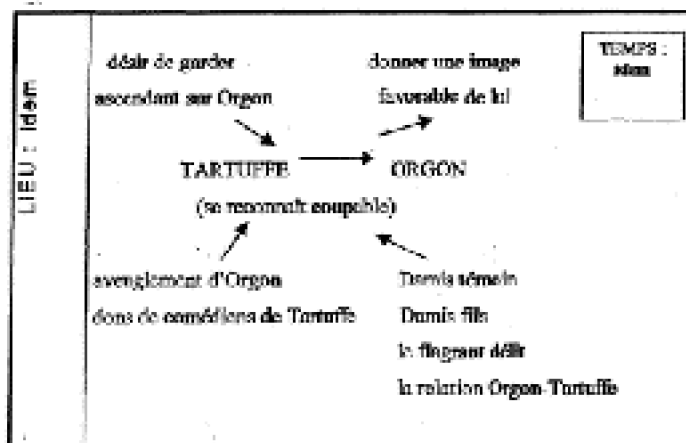 LIEU : idem
désir de garder
ascendant sur Orgon
donner une image
favorable de lui
TEMPS :
idem
TARTUFFE
ORGON
(se reconnaît coupable)
aveuglement d'Orgon
dons de comédiens de Tartuffe
Damis témoin
Damis fils
le flagrant délit
la relation Orgon-Tartuffe